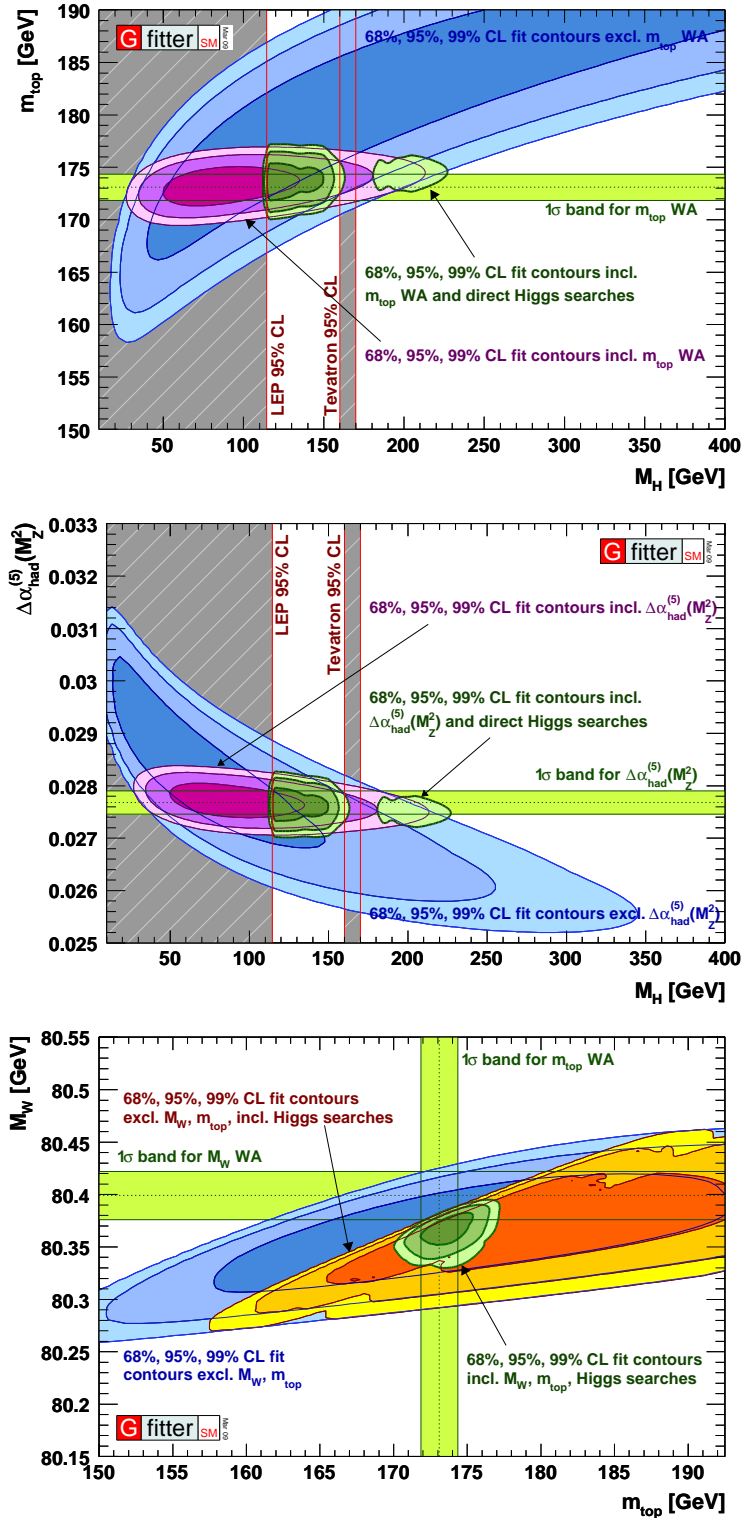 m_top [GeV]
190
185
180
175
170
165
160
155
150
G fitter SM
Mar 09
68%, 95%, 99% CL fit contours excl. m_top WA
1σ band for m_top WA
68%, 95%, 99% CL fit contours incl.
m_top WA and direct Higgs searches
68%, 95%, 99% CL fit contours incl. m_top WA
LEP 95% CL
Tevatron 95% CL
50 100 150 200 250 300 350 400
M_H [GeV]
Δα_had^(5)(M_Z^2)
0.033
0.032
0.031
0.03
0.029
0.028
0.027
0.026
0.025
LEP 95% CL
Tevatron 95% CL
G fitter SM
Mar 09
68%, 95%, 99% CL fit contours incl. Δα_had^(5)(M_Z^2)
68%, 95%, 99% CL fit contours incl.
Δα_had^(5)(M_Z^2) and direct Higgs searches
1σ band for Δα_had^(5)(M_Z^2)
68%, 95%, 99% CL fit contours excl. Δα_had^(5)(M_Z^2)
50 100 150 200 250 300 350 400
M_H [GeV]
M_W [GeV]
80.55
80.5
80.45
80.4
80.35
80.3
80.25
80.2
80.15
1σ band for m_top WA
68%, 95%, 99% CL fit contours
excl. M_W, m_top, incl. Higgs searches
1σ band for M_W WA
68%, 95%, 99% CL fit
contours excl. M_W, m_top
68%, 95%, 99% CL fit contours
incl. M_W, m_top, Higgs searches
G fitter SM
Mar 09
150 155 160 165 170 175 180 185 190
m_top [GeV]